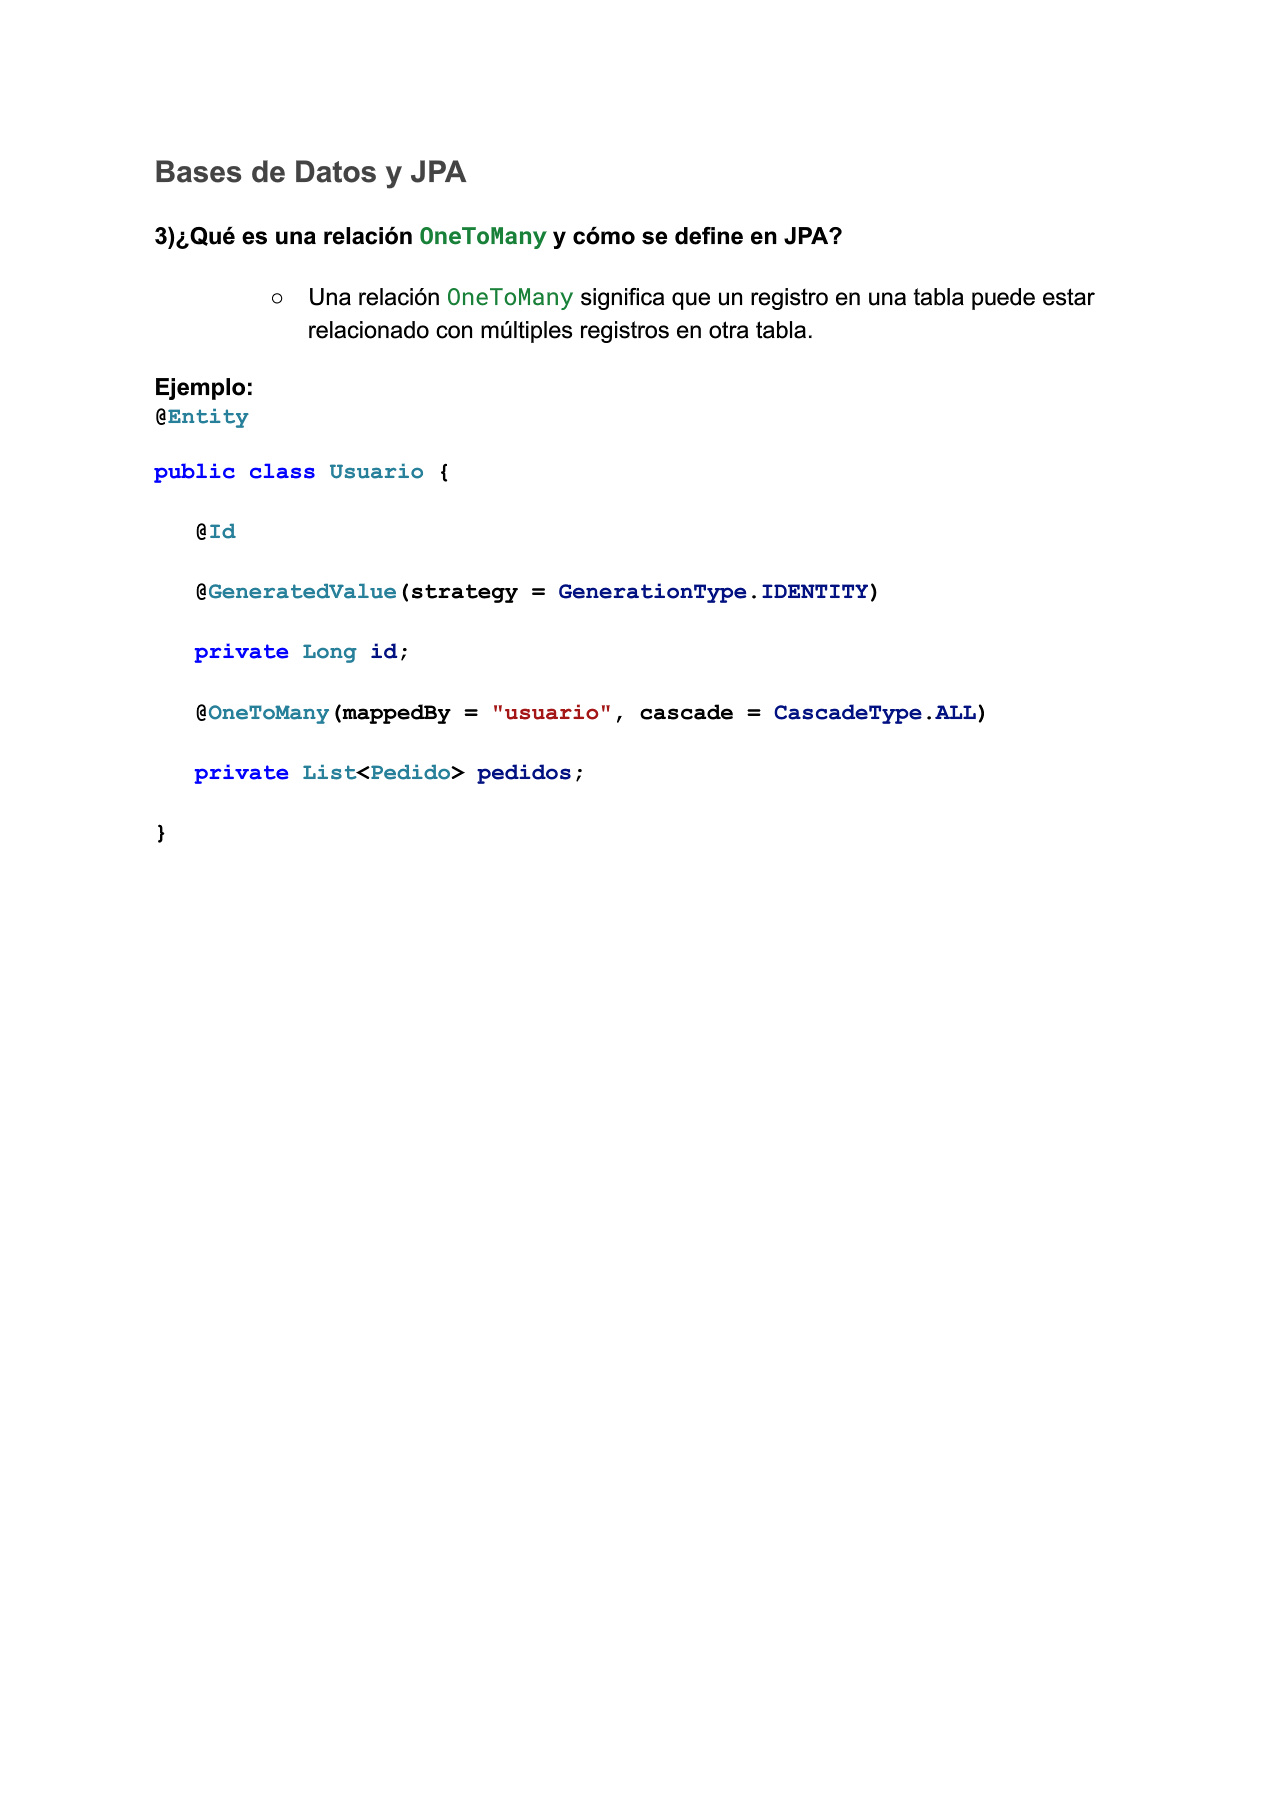 Bases de Datos y JPA
3)¿Qué es una relación OneToMany y cómo se define en JPA?
○ Una relación OneToMany significa que un registro en una tabla puede estar
relacionado con múltiples registros en otra tabla.
Ejemplo:
@Entity
public class Usuario {
@Id
@GeneratedValue(strategy = GenerationType.IDENTITY)
private Long id;
@OneToMany(mappedBy = "usuario", cascade = CascadeType.ALL)
private List<Pedido> pedidos;
}